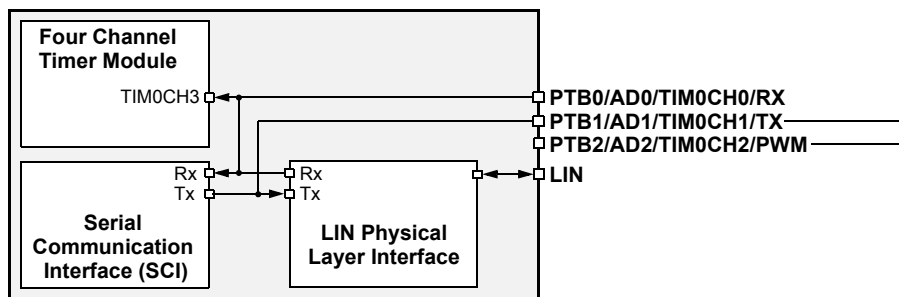 Four Channel
Timer Module
TIM0CH3
PTB0/AD0/TIM0CH0/RX
PTB1/AD1/TIM0CH1/TX
PTB2/AD2/TIM0CH2/PWM
Rx
Tx
Rx
Tx
LIN
Serial
Communication
Interface (SCI)
LIN Physical
Layer Interface